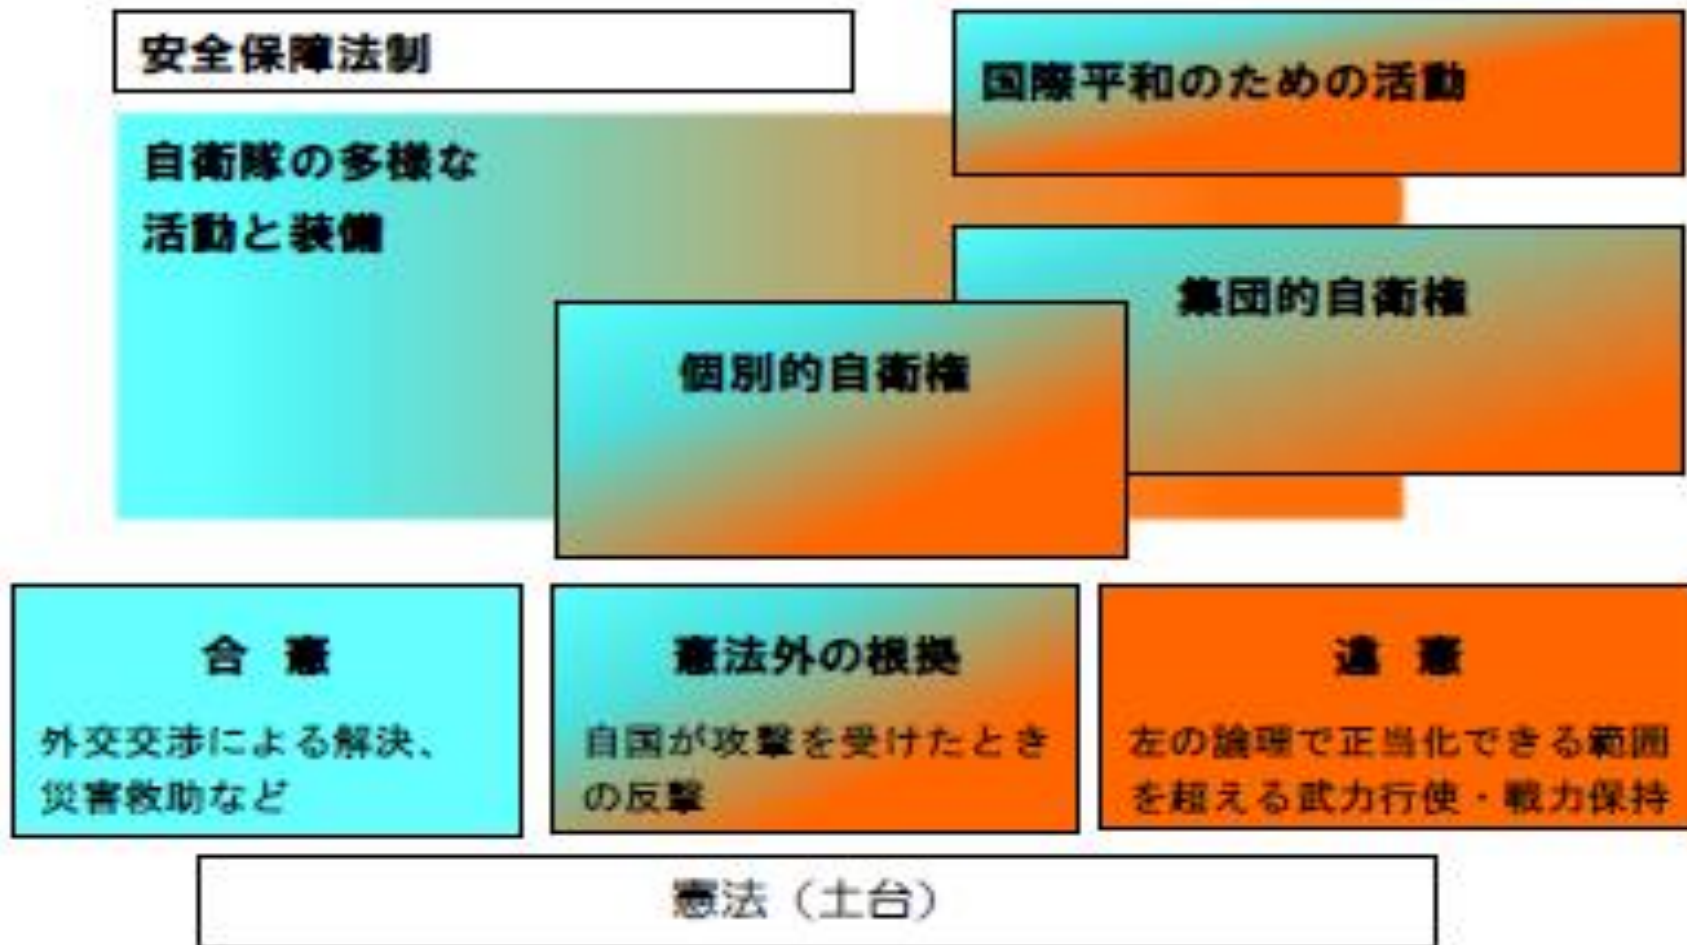 安全保障法制
国際平和のための活動
自衛隊の多様な
活動と装備
集団的自衛権
個別的自衛権
合 憲
外交交渉による解決、
災害救助など
憲法外の根拠
自国が攻撃を受けたとき
の反撃
違 憲
左の論理で正当化できる範囲
を超える武力行使・戦力保持
憲法（土台）